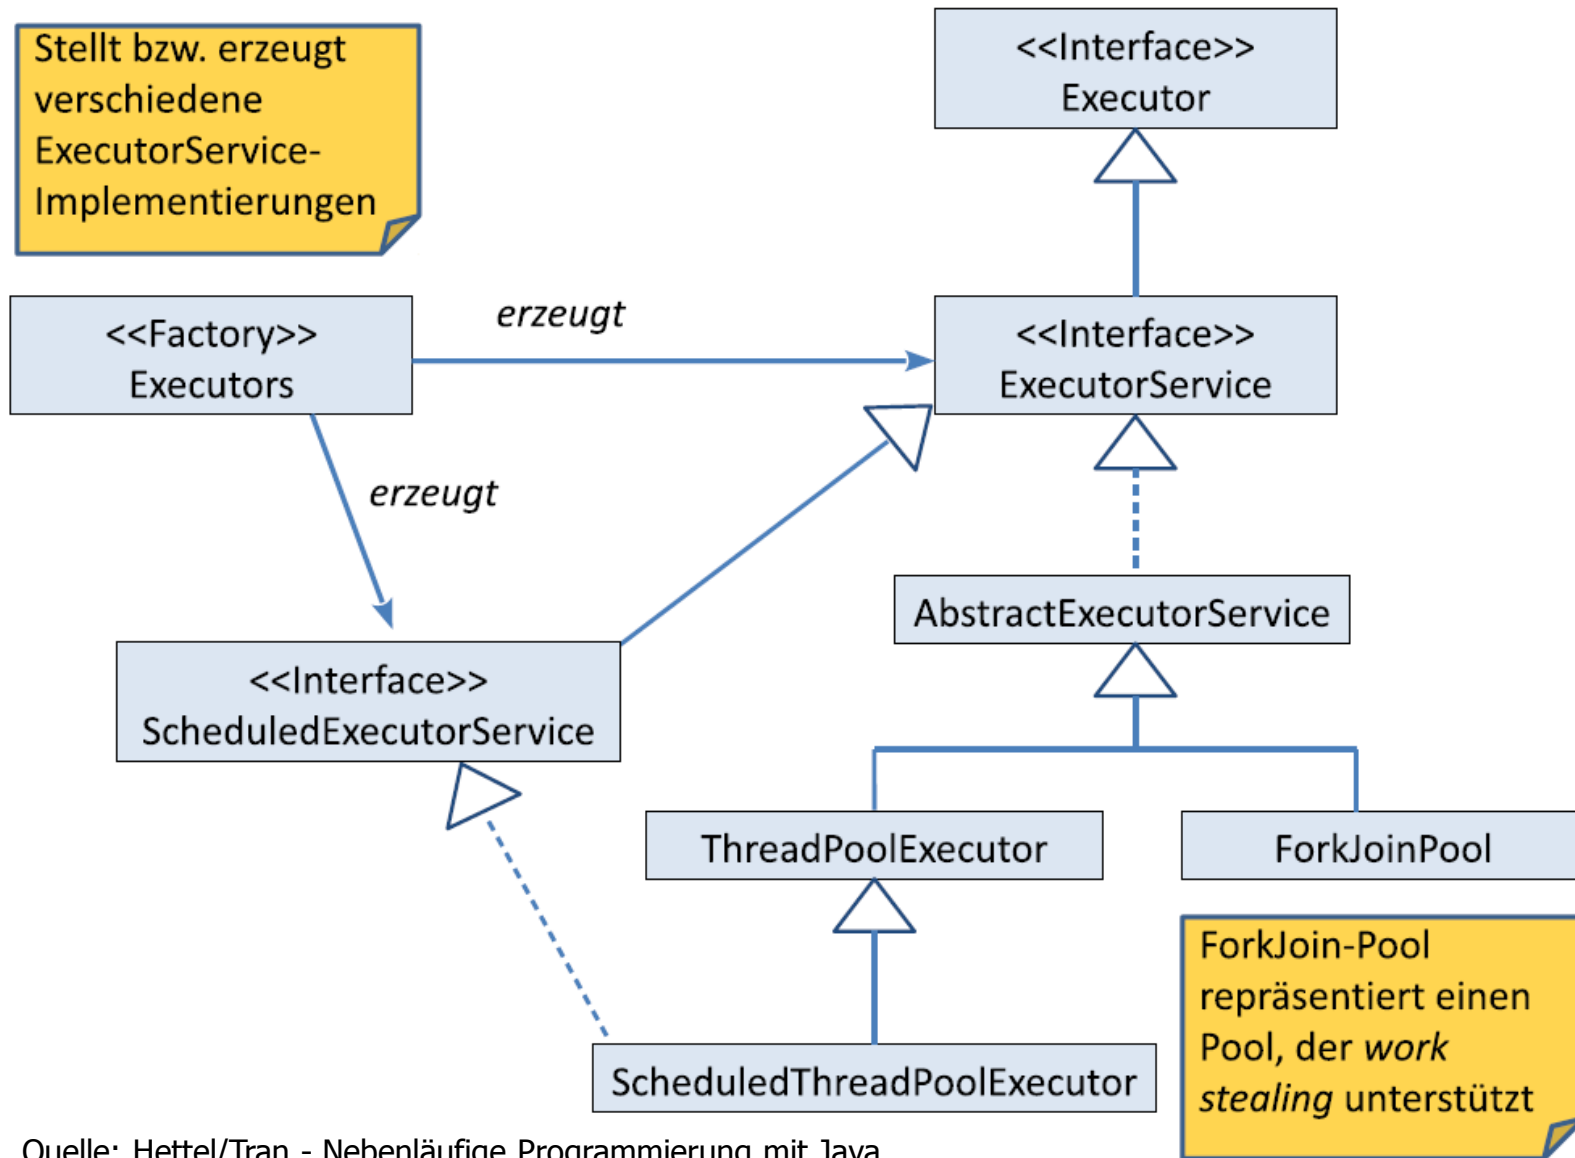 Stellt bzw. erzeugt
verschiedene
ExecutorService-
Implementierungen
<<Interface>>
Executor
<<Factory>>
Executors
erzeugt
<<Interface>>
ExecutorService
erzeugt
AbstractExecutorService
<<Interface>>
ScheduledExecutorService
ThreadPoolExecutor
ForkJoinPool
ForkJoin-Pool
repräsentiert einen
Pool, der work
stealing unterstützt
ScheduledThreadPoolExecutor
Quelle: Hettel/Tran - Nebenläufige Programmierung mit Java